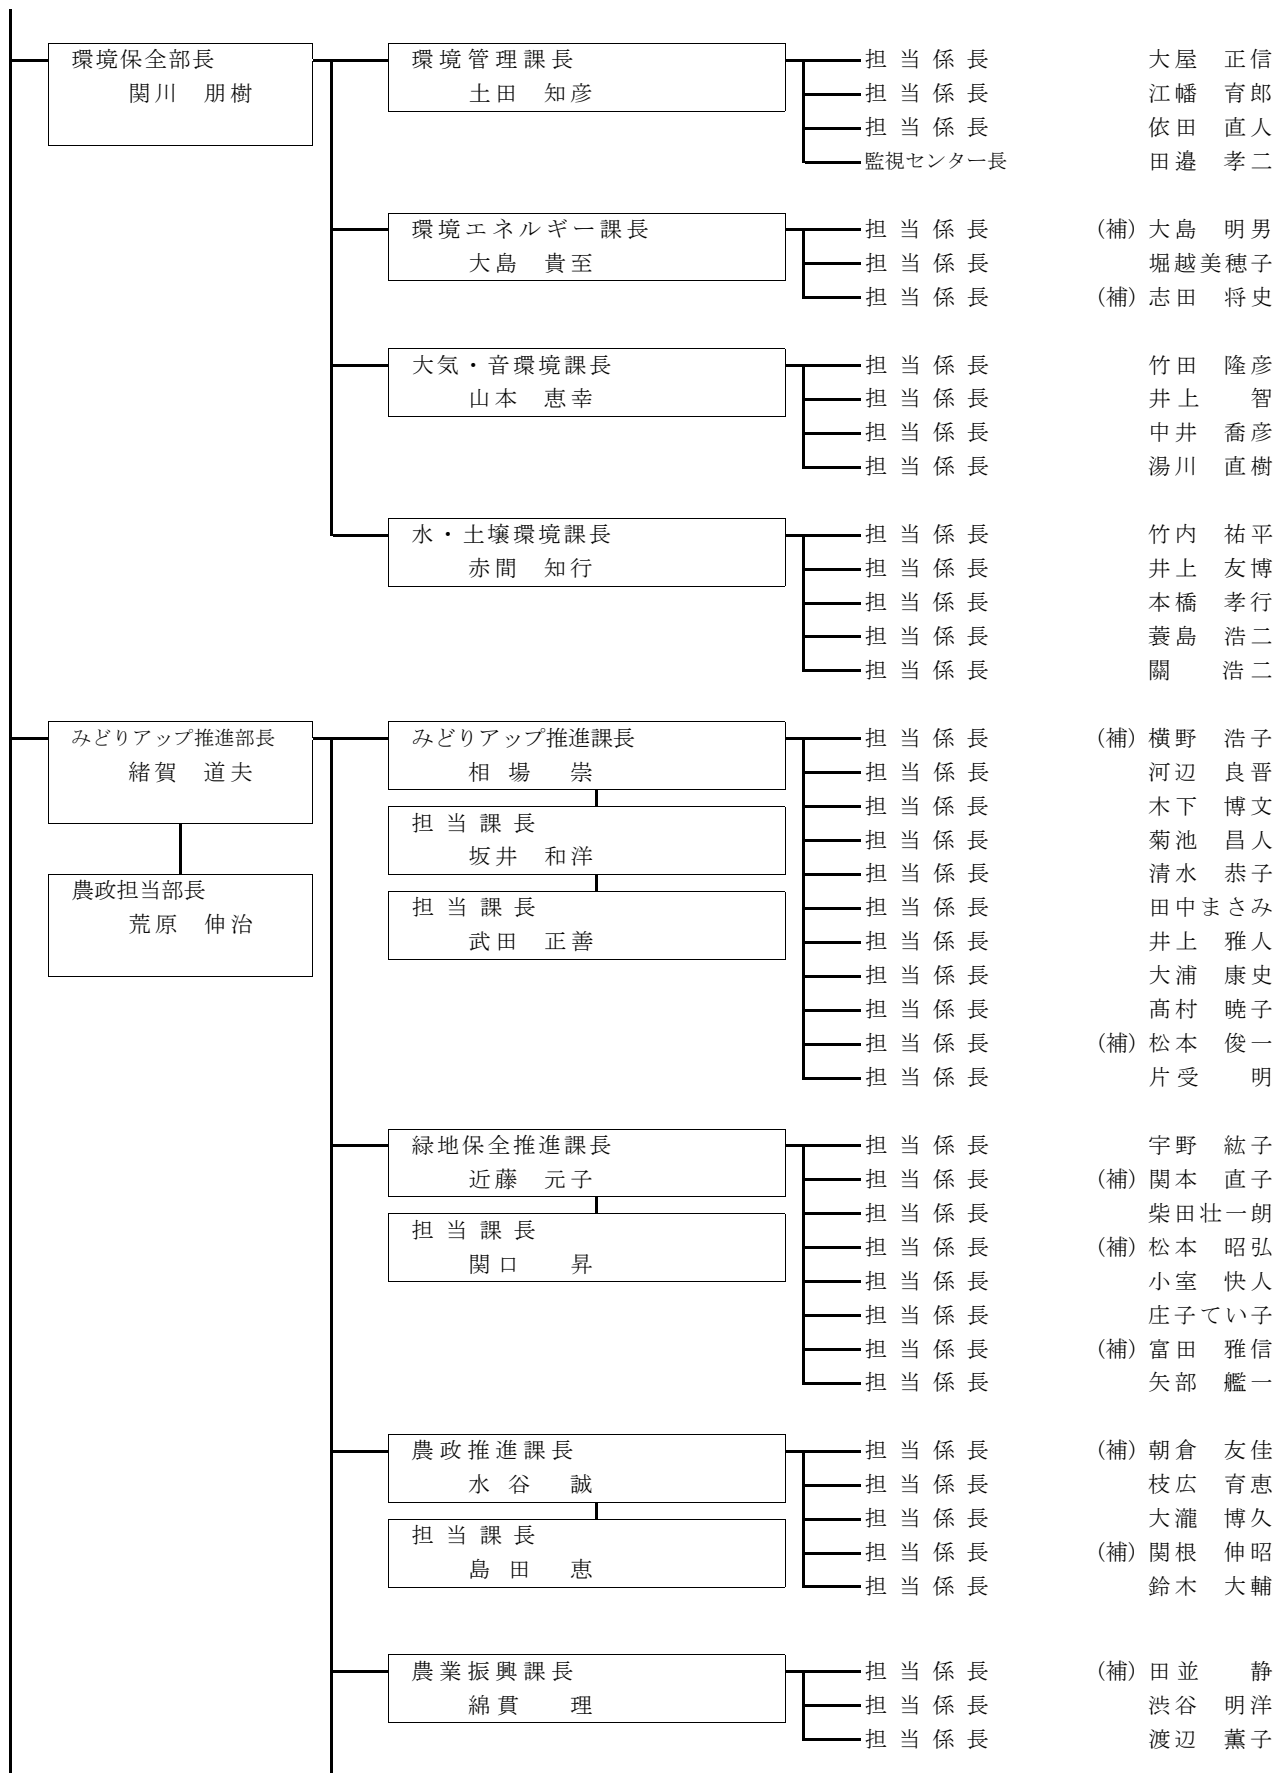 環境保全部長
関川　朋樹
環境管理課長
土田　知彦
担当係長　大屋　正信
担当係長　江幡　育郎
担当係長　依田　直人
監視センター長　田邉　孝二
環境エネルギー課長
大島　貴至
担当係長　(補) 大島　明男
担当係長　堀越美穂子
担当係長　(補) 志田　将史
大気・音環境課長
山本　恵幸
担当係長　竹田　隆彦
担当係長　井上　智
担当係長　中井　喬彦
担当係長　湯川　直樹
水・土壌環境課長
赤間　知行
担当係長　竹内　祐平
担当係長　井上　友博
担当係長　本橋　孝行
担当係長　蓑島　浩二
担当係長　關　浩二
みどりアップ推進部長
緒賀　道夫
農政担当部長
荒原　伸治
みどりアップ推進課長
相場　崇
担当課長
坂井　和洋
担当課長
武田　正善
担当係長　(補) 横野　浩子
担当係長　河辺　良晋
担当係長　木下　博文
担当係長　菊池　昌人
担当係長　清水　恭子
担当係長　田中まさみ
担当係長　井上　雅人
担当係長　大浦　康史
担当係長　髙村　暁子
担当係長　(補) 松本　俊一
担当係長　片受　明
緑地保全推進課長
近藤　元子
担当課長
関口　昇
担当係長　宇野　紘子
担当係長　(補) 関本　直子
担当係長　柴田壮一朗
担当係長　(補) 松本　昭弘
担当係長　小室　快人
担当係長　庄子てい子
担当係長　(補) 富田　雅信
担当係長　矢部　艦一
農政推進課長
水谷　誠
担当課長
島田　恵
担当係長　(補) 朝倉　友佳
担当係長　枝広　育恵
担当係長　大瀧　博久
担当係長　(補) 関根　伸昭
担当係長　鈴木　大輔
農業振興課長
綿貫　理
担当係長　(補) 田並　静
担当係長　渋谷　明洋
担当係長　渡辺　薫子